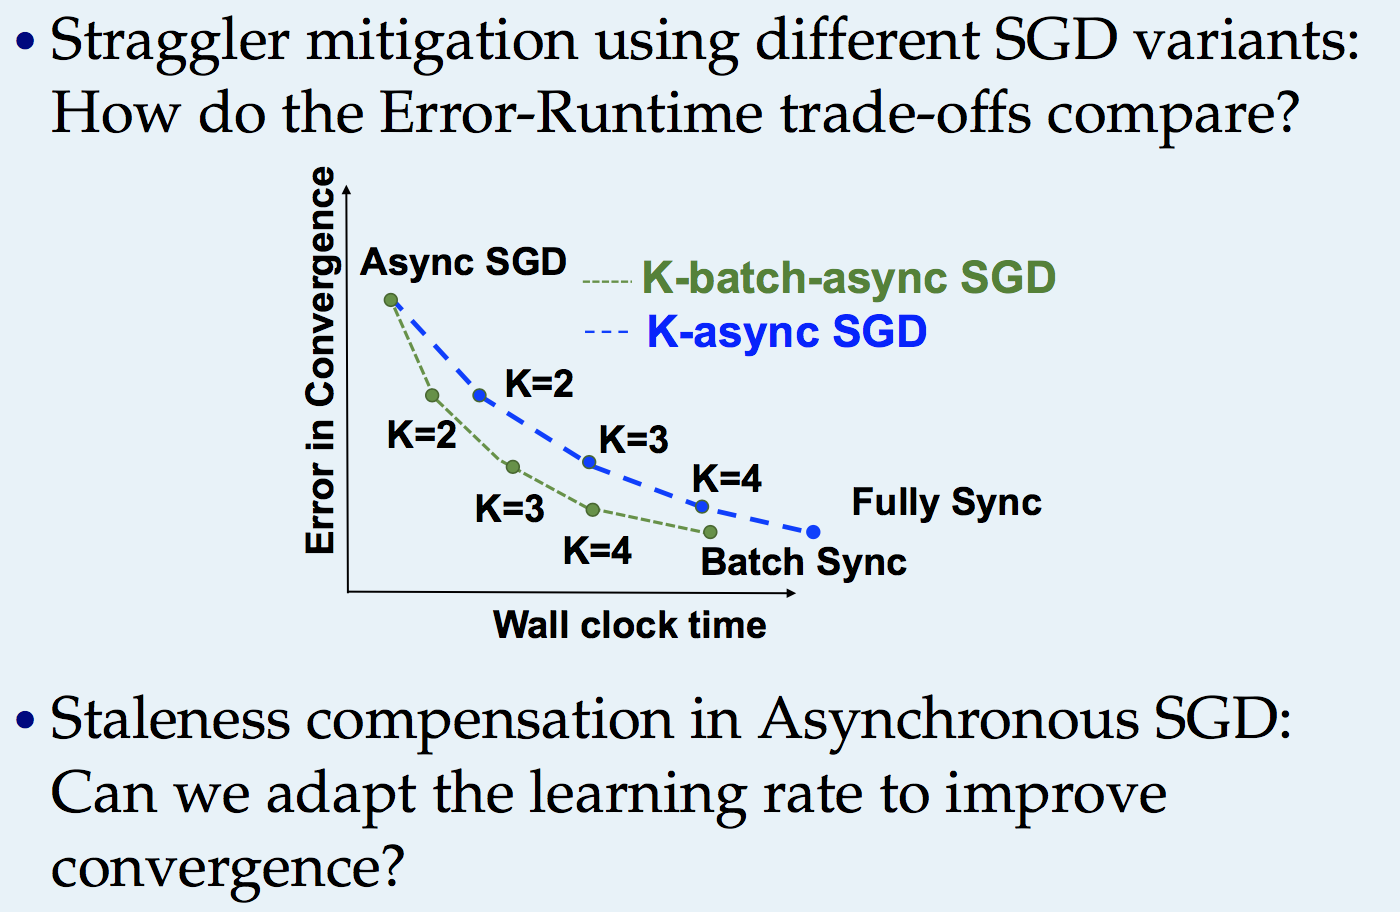 • Straggler mitigation using different SGD variants:
How do the Error-Runtime trade-offs compare?
Error in Convergence
Async SGD
K-batch-async SGD
K-async SGD
K=2
K=2
K=3
K=3
K=4
K=4
Fully Sync
Batch Sync
Wall clock time
• Staleness compensation in Asynchronous SGD:
Can we adapt the learning rate to improve
convergence?